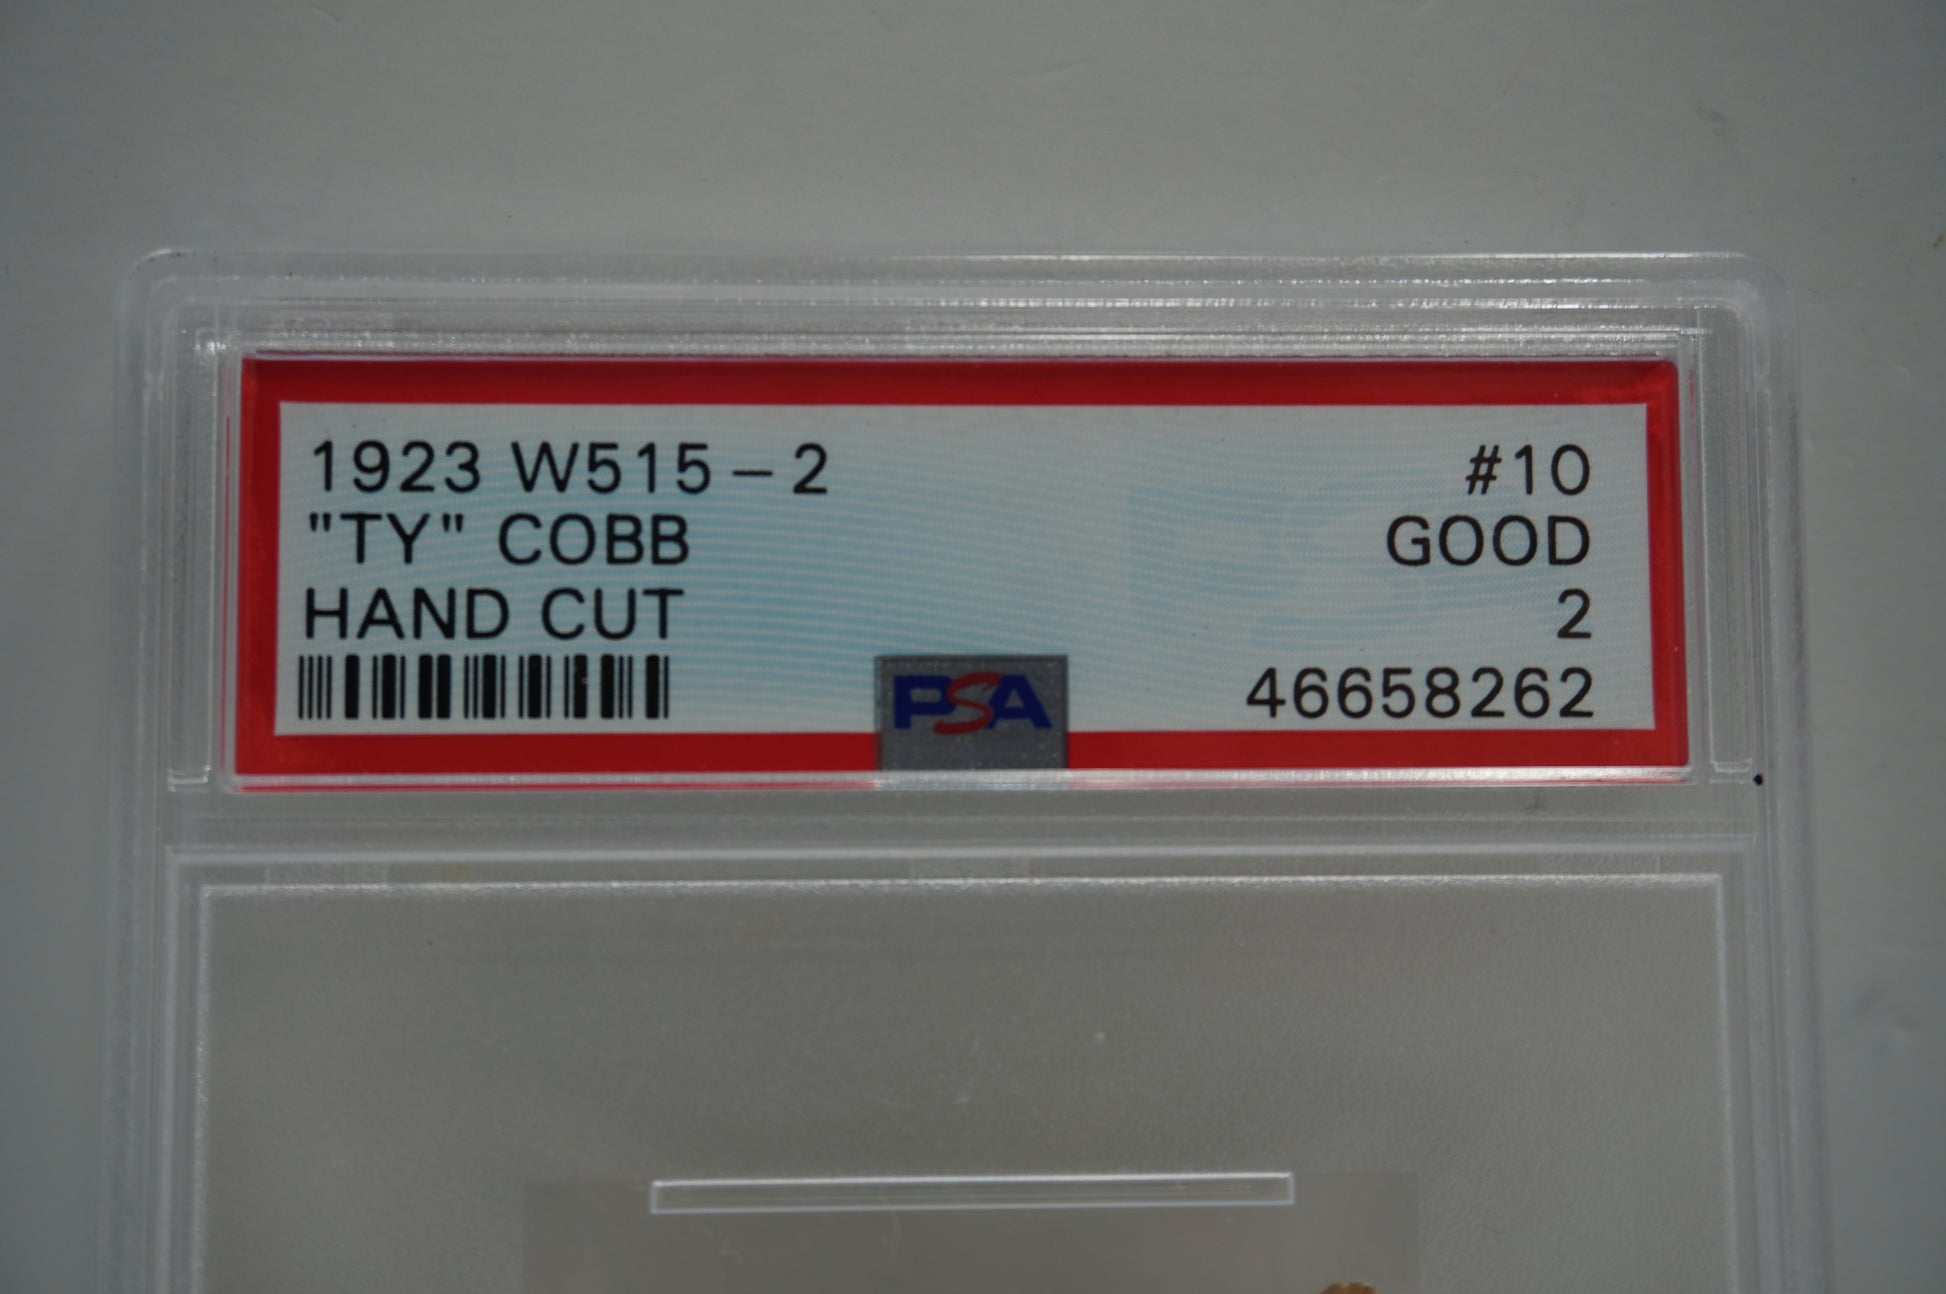 1923 W515-2 #10
"TY" COBB GOOD
HAND CUT 2
PSA 46658262